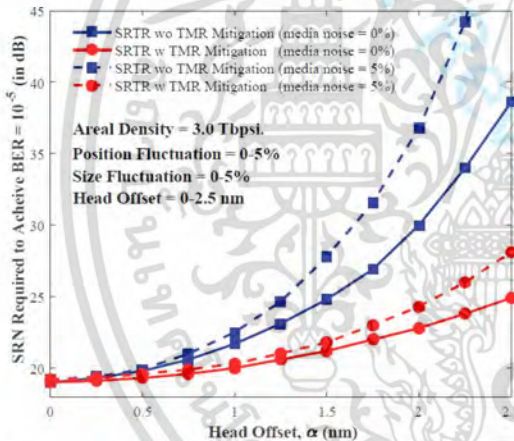 SRTR wo TMR Mitigation (media noise = 0%)
SRTR w TMR Mitigation (media noise = 0%)
SRTR wo TMR Mitigation (media noise = 5%)
SRTR w TMR Mitigation (media noise = 5%)
Areal Density = 3.0 Tbpsi.
Position Fluctuation = 0-5%
Size Fluctuation = 0-5%
Head Offset = 0-2.5 nm
SRN Required to Acheive BER = 10⁻⁵ (in dB)
45
40
35
30
25
20
0 0.5 1 1.5 2 2
Head Offset, α (nm)